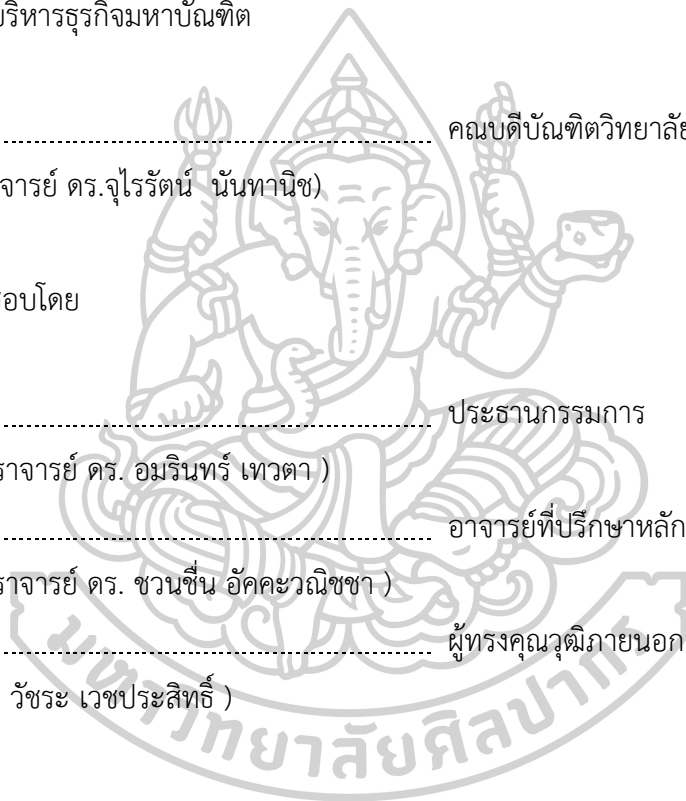 บริหารธุรกิจมหาบัณฑิต
คณบดีบัณฑิตวิทยาลัย
จารย์ ดร.จุไรรัตน์ นันทานิช)
อบโดย
ประธานกรรมการ
ราจารย์ ดร. อมรินทร์ เทวตา )
อาจารย์ที่ปรึกษาหลัก
ราจารย์ ดร. ชวนชื่น อัคคะวณิชชา )
ผู้ทรงคุณวุฒิภายนอก
วัชระ เวชประสิทธิ์ )
มหาวิทยาลัยศิลปากร